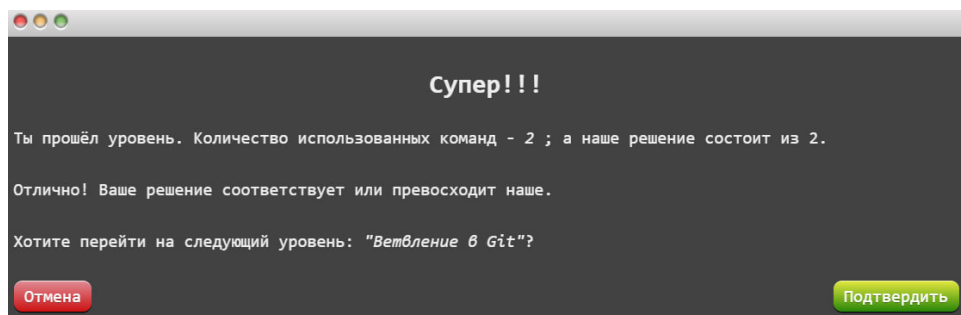 Супер!!!
Ты прошёл уровень. Количество использованных команд - 2 ; а наше решение состоит из 2.
Отлично! Ваше решение соответствует или превосходит наше.
Хотите перейти на следующий уровень: "Ветвление в Git"?
Отмена
Подтвердить